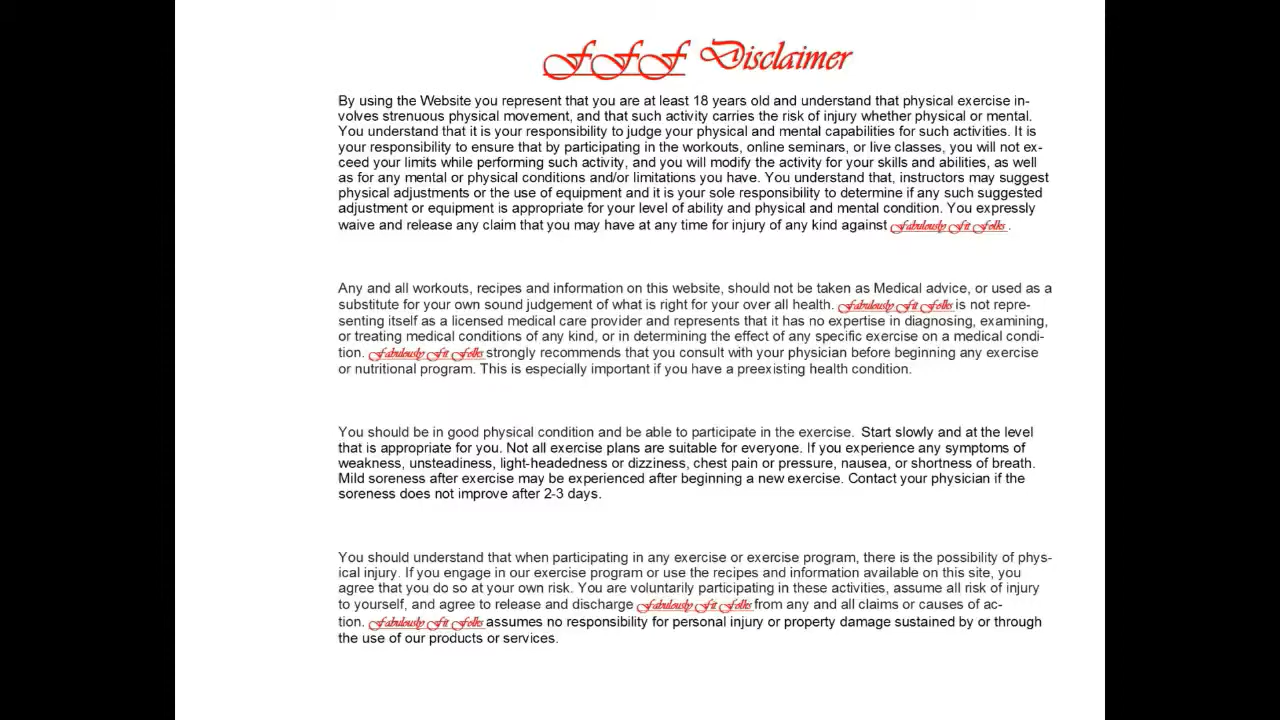 FFF Disclaimer
By using the Website you represent that you are at least 18 years old and understand that physical exercise in-
volves strenuous physical movement, and that such activity carries the risk of injury whether physical or mental.
You understand that it is your responsibility to judge your physical and mental capabilities for such activities. It is
your responsibility to ensure that by participating in the workouts, online seminars, or live classes, you will not ex-
ceed your limits while performing such activity, and you will modify the activity for your skills and abilities, as well
as for any mental or physical conditions and/or limitations you have. You understand that, instructors may suggest
physical adjustments or the use of equipment and it is your sole responsibility to determine if any such suggested
adjustment or equipment is appropriate for your level of ability and physical and mental condition. You expressly
waive and release any claim that you may have at any time for injury of any kind against Fabulously Fit Folks .
Any and all workouts, recipes and information on this website, should not be taken as Medical advice, or used as a
substitute for your own sound judgement of what is right for your over all health. Fabulously Fit Folks is not repre-
senting itself as a licensed medical care provider and represents that it has no expertise in diagnosing, examining,
or treating medical conditions of any kind, or in determining the effect of any specific exercise on a medical condi-
tion. Fabulously Fit Folks strongly recommends that you consult with your physician before beginning any exercise
or nutritional program. This is especially important if you have a preexisting health condition.
You should be in good physical condition and be able to participate in the exercise. Start slowly and at the level
that is appropriate for you. Not all exercise plans are suitable for everyone. If you experience any symptoms of
weakness, unsteadiness, light-headedness or dizziness, chest pain or pressure, nausea, or shortness of breath.
Mild soreness after exercise may be experienced after beginning a new exercise. Contact your physician if the
soreness does not improve after 2-3 days.
You should understand that when participating in any exercise or exercise program, there is the possibility of phys-
ical injury. If you engage in our exercise program or use the recipes and information available on this site, you
agree that you do so at your own risk. You are voluntarily participating in these activities, assume all risk of injury
to yourself, and agree to release and discharge Fabulously Fit Folks from any and all claims or causes of ac-
tion. Fabulously Fit Folks assumes no responsibility for personal injury or property damage sustained by or through
the use of our products or services.